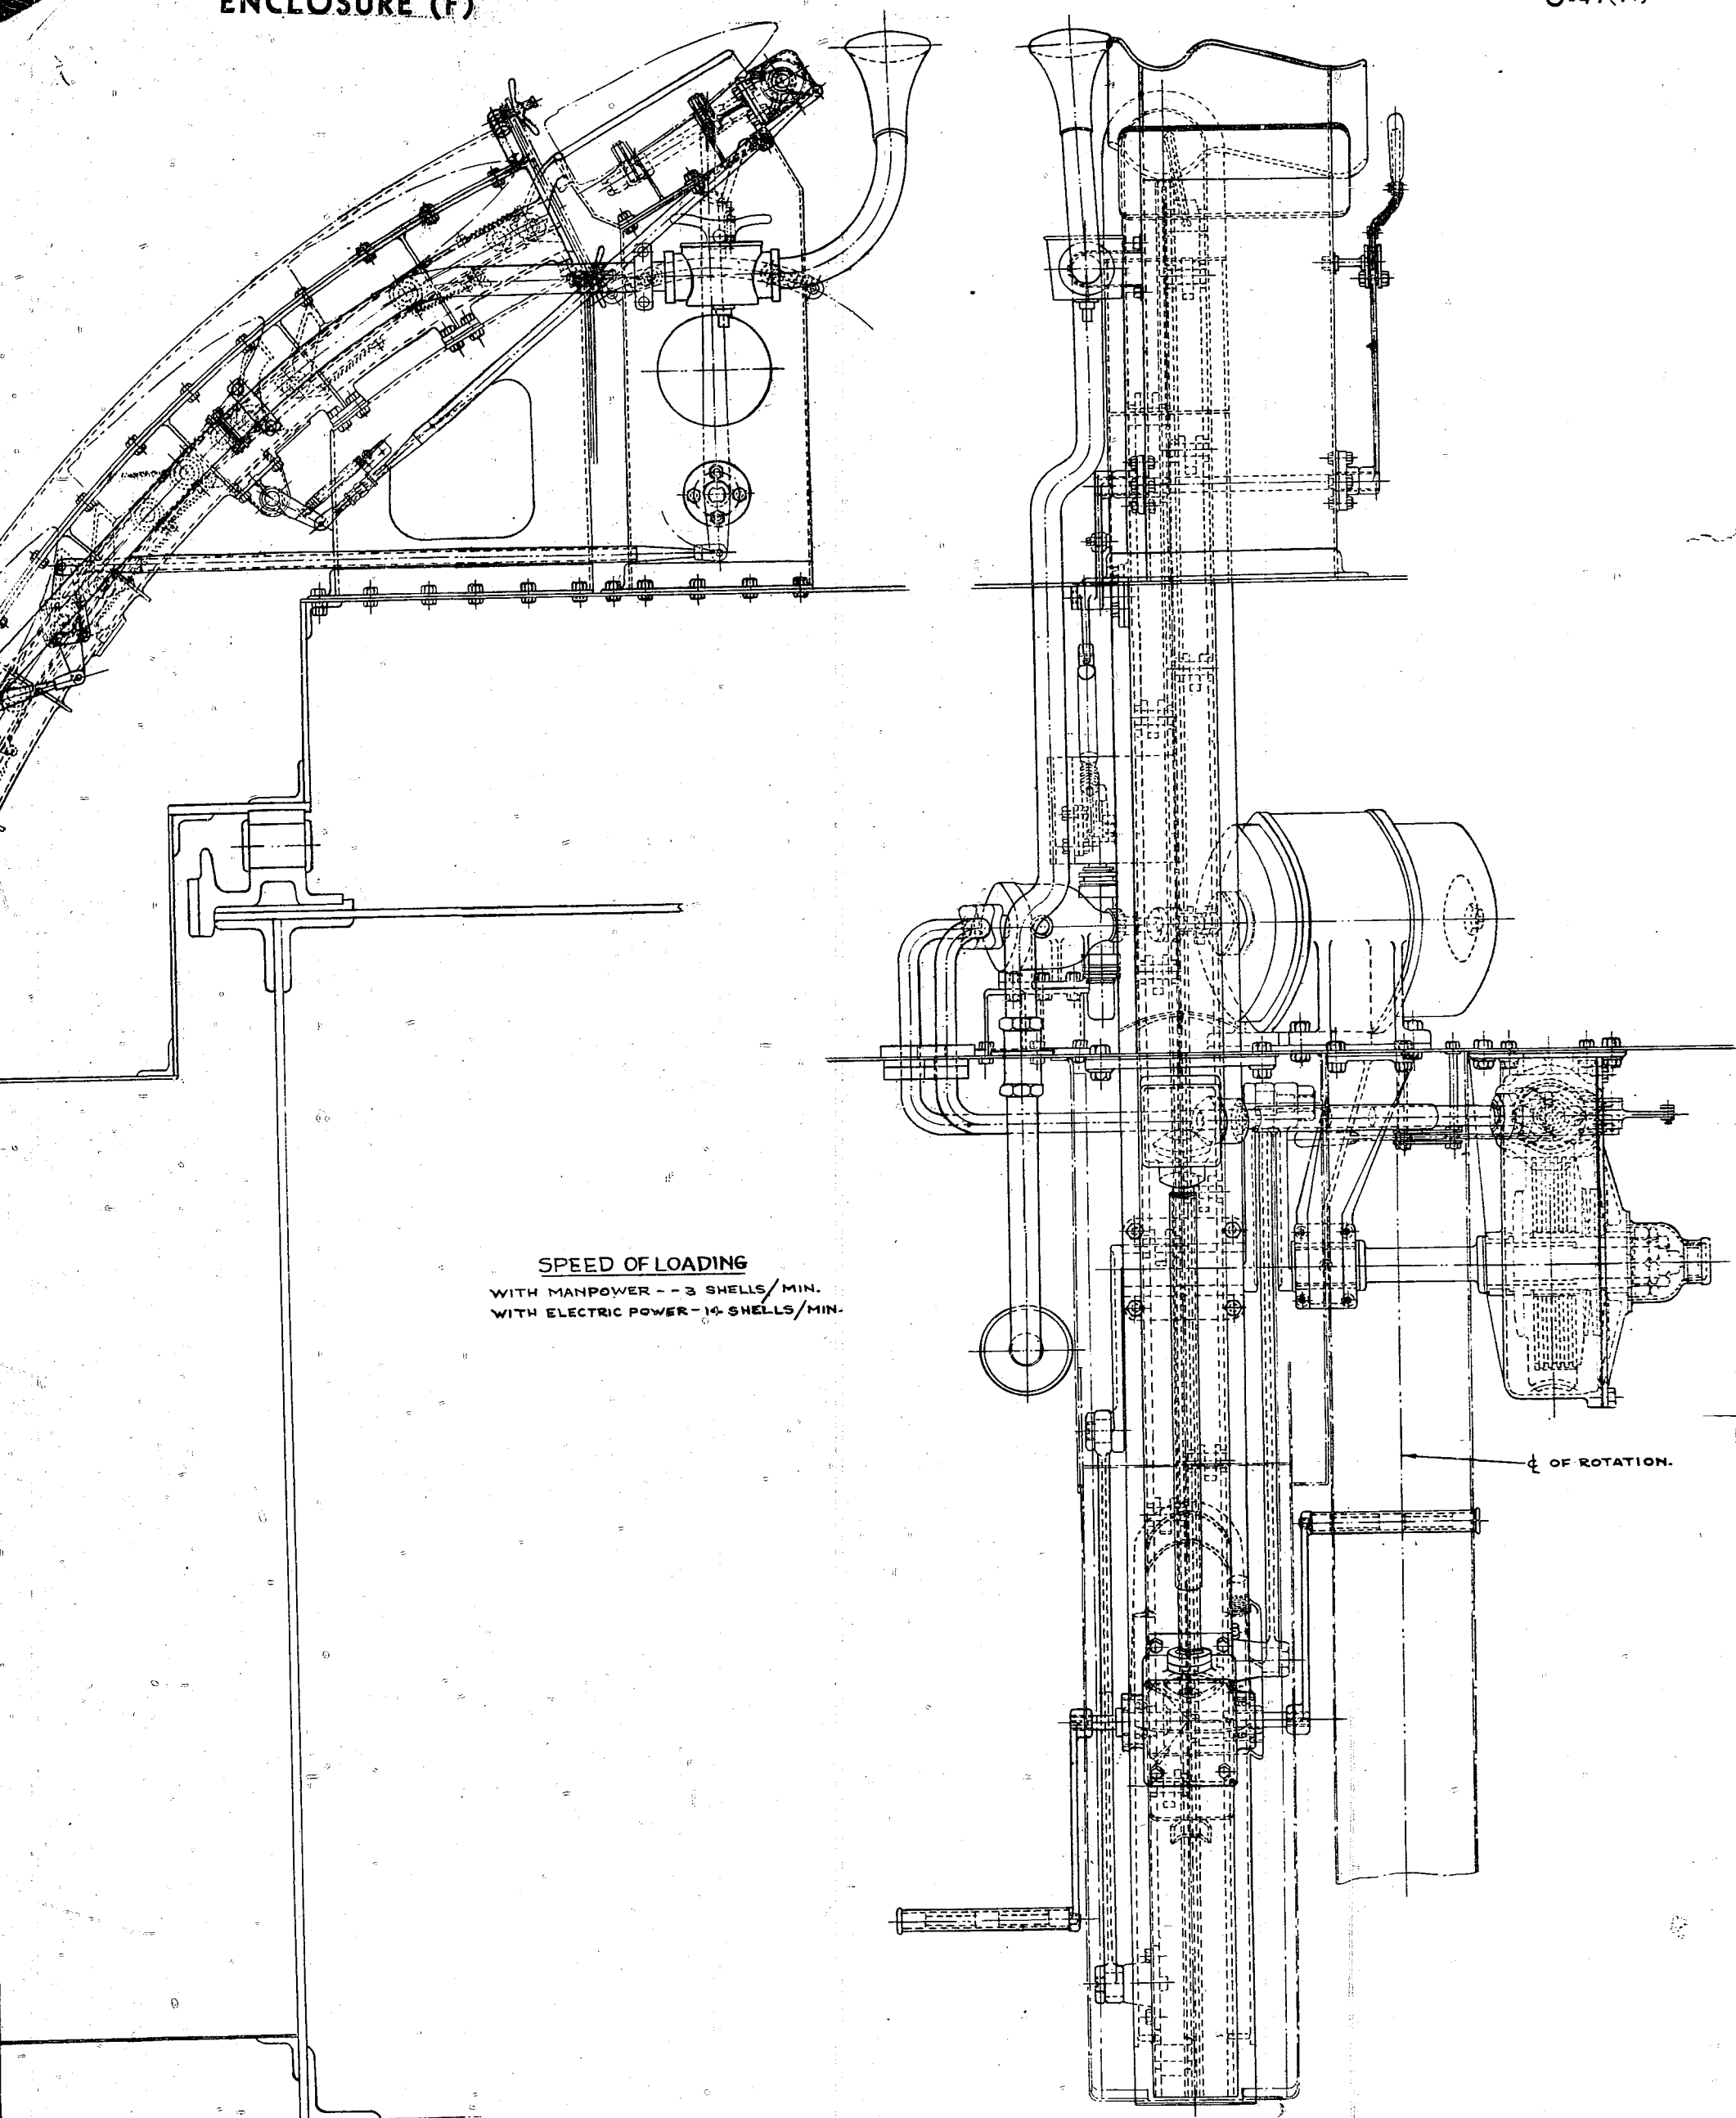 ENCLOSURE (F)
SPEED OF LOADING
WITH MANPOWER -- 3 SHELLS/MIN.
WITH ELECTRIC POWER - 14 SHELLS/MIN.
℄ OF ROTATION.